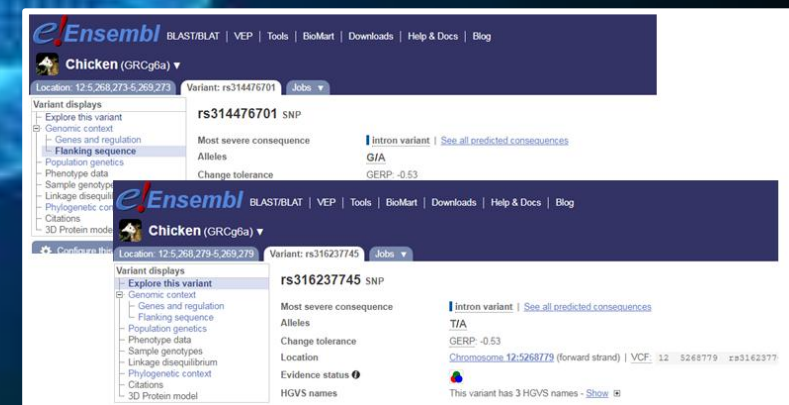 e!Ensembl BLAST/BLAT | VEP | Tools | BioMart | Downloads | Help & Docs | Blog
Chicken (GRCg6a) ▼
Location: 12:5,268,273-5,269,273 Variant: rs314476701 Jobs ▼
Variant displays
Explore this variant
Genomic context
Genes and regulation
Flanking sequence
Population genetics
Phenotype data
Sample genotype
Linkage disequili
Phylogenetic con
Citations
3D Protein mode
Configure this
rs314476701 SNP
Most severe consequence intron variant | See all predicted consequences
Alleles G/A
Change tolerance GERP: -0.53
e!Ensembl BLAST/BLAT | VEP | Tools | BioMart | Downloads | Help & Docs | Blog
Chicken (GRCg6a) ▼
Location: 12:5,268,279-5,269,279 Variant: rs316237745 Jobs ▼
Variant displays
Explore this variant
Genomic context
Genes and regulation
Flanking sequence
Population genetics
Phenotype data
Sample genotypes
Linkage disequilibrium
Phylogenetic context
Citations
3D Protein model
rs316237745 SNP
Most severe consequence intron variant | See all predicted consequences
Alleles T/A
Change tolerance GERP: -0.53
Location Chromosome 12:5268779 (forward strand) | VCF: 12 5268779 rs3162377
Evidence status
HGVS names This variant has 3 HGVS names - Show